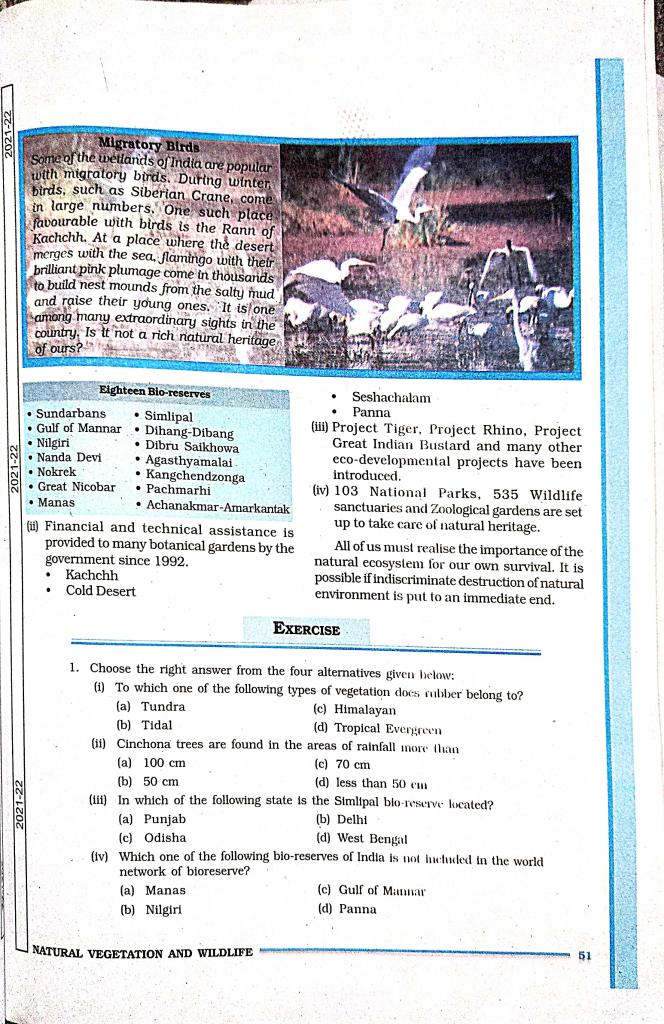 2021-22
Migratory Birds
Some of the wetlands of India are popular
with migratory birds. During winter,
birds, such as Siberian Crane, come
in large numbers. One such place
favourable with birds is the Rann of
Kachchh. At a place where the desert
merges with the sea, flamingo with their
brilliant pink plumage come in thousands
to build nest mounds from the salty mud
and raise their young ones. It is one
among many extraordinary sights in the
country. Is it not a rich natural heritage
of ours?
2021-22
Eighteen Bio-reserves
• Sundarbans
• Gulf of Mannar
• Nilgiri
• Nanda Devi
• Nokrek
• Great Nicobar
• Manas
• Simlipal
• Dihang-Dibang
• Dibru Saikhowa
• Agasthyamalai
• Kangchendzonga
• Pachmarhi
• Achanakmar-Amarkantak
(ii) Financial and technical assistance is
provided to many botanical gardens by the
government since 1992.
• Kachchh
• Cold Desert
• Seshachalam
• Panna
(iii) Project Tiger, Project Rhino, Project
Great Indian Bustard and many other
eco-developmental projects have been
introduced.
(iv) 103 National Parks, 535 Wildlife
sanctuaries and Zoological gardens are set
up to take care of natural heritage.
All of us must realise the importance of the
natural ecosystem for our own survival. It is
possible if indiscriminate destruction of natural
environment is put to an immediate end.
EXERCISE
1. Choose the right answer from the four alternatives given below:
(i) To which one of the following types of vegetation does rubber belong to?
(a) Tundra (c) Himalayan
(b) Tidal (d) Tropical Evergreen
(ii) Cinchona trees are found in the areas of rainfall more than
(a) 100 cm (c) 70 cm
(b) 50 cm (d) less than 50 cm
(iii) In which of the following state is the Simlipal bio-reserve located?
(a) Punjab (b) Delhi
(c) Odisha (d) West Bengal
(iv) Which one of the following bio-reserves of India is not included in the world
network of bioreserve?
(a) Manas (c) Gulf of Mannar
(b) Nilgiri (d) Panna
2021-22
NATURAL VEGETATION AND WILDLIFE 51